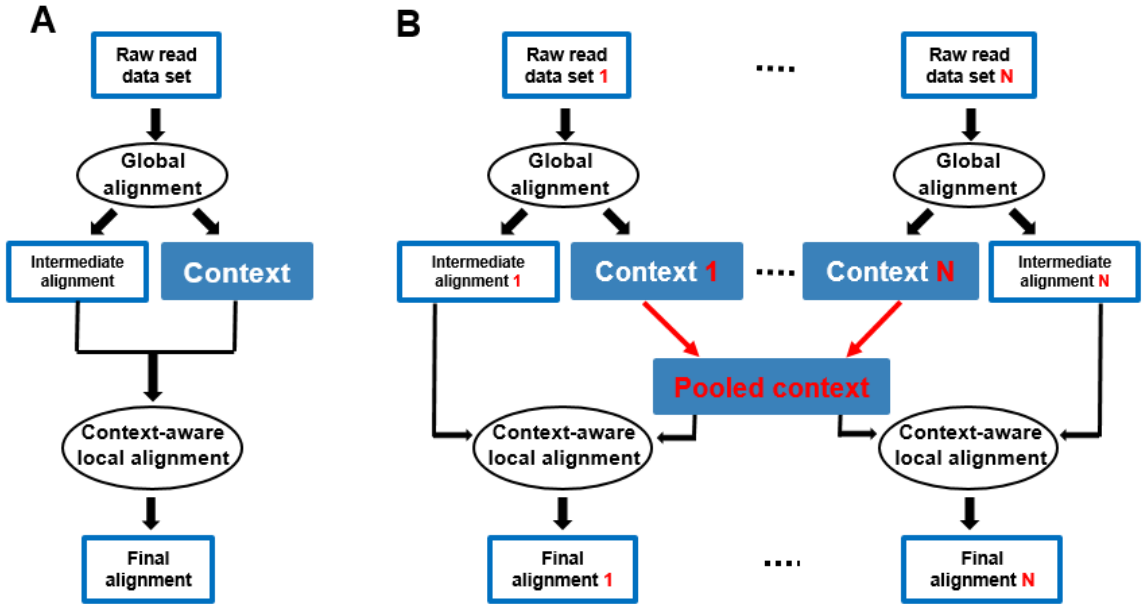 A
Raw read
data set
Global
alignment
Intermediate
alignment
Context
Context-aware
local alignment
Final
alignment
B
Raw read
data set 1
Raw read
data set N
Global
alignment
Global
alignment
Intermediate
alignment 1
Context 1
Context N
Intermediate
alignment N
Pooled context
Context-aware
local alignment
Context-aware
local alignment
Final
alignment 1
Final
alignment N